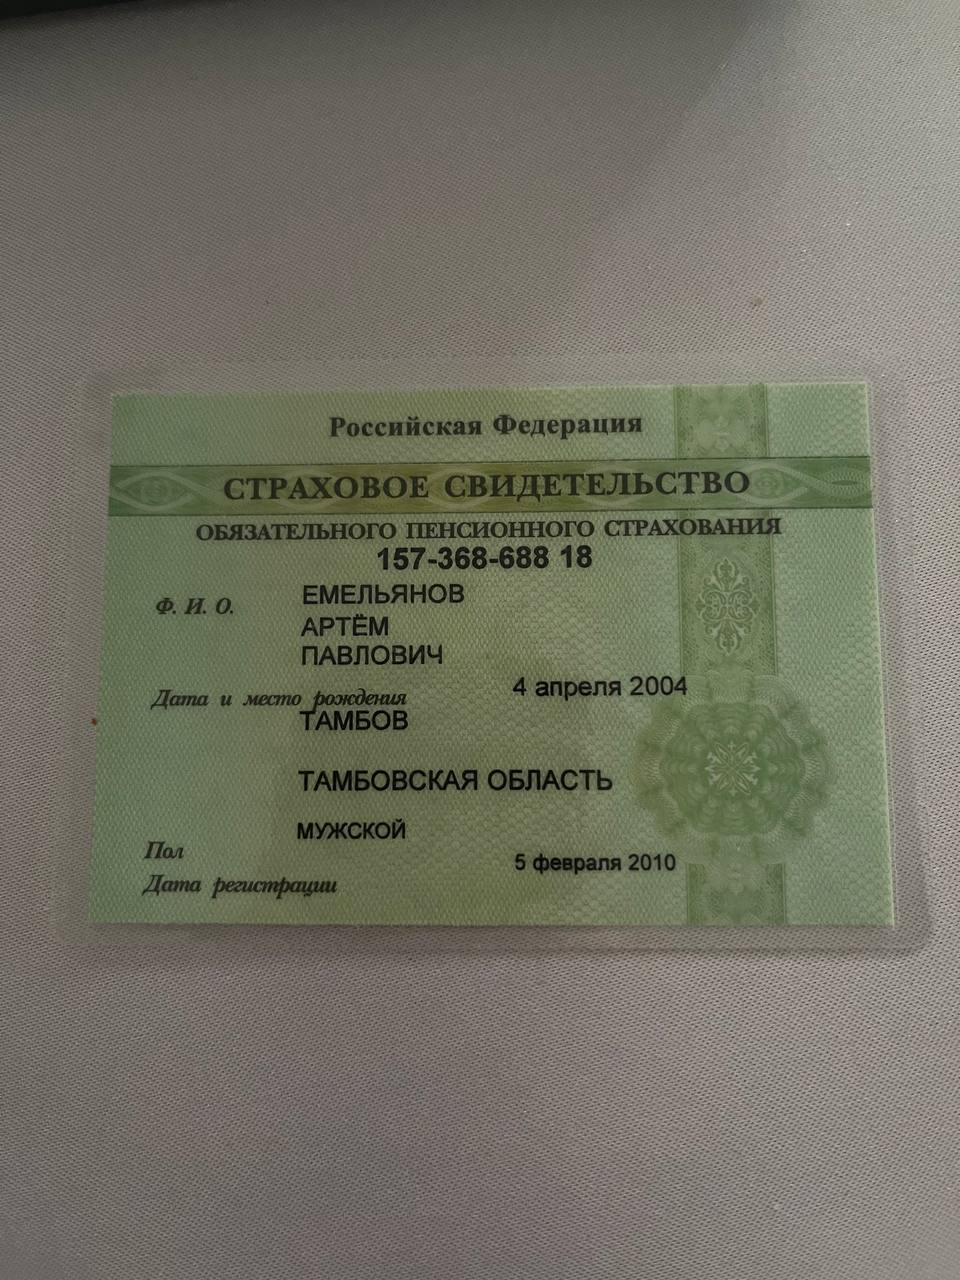 Российская Федерация
СТРАХОВОЕ СВИДЕТЕЛЬСТВО
ОБЯЗАТЕЛЬНОГО ПЕНСИОННОГО СТРАХОВАНИЯ
157-368-688 18
Ф. И. О. ЕМЕЛЬЯНОВ
АРТЁМ
ПАВЛОВИЧ
Дата и место рождения 4 апреля 2004
ТАМБОВ
ТАМБОВСКАЯ ОБЛАСТЬ
МУЖСКОЙ
Пол
5 февраля 2010
Дата регистрации